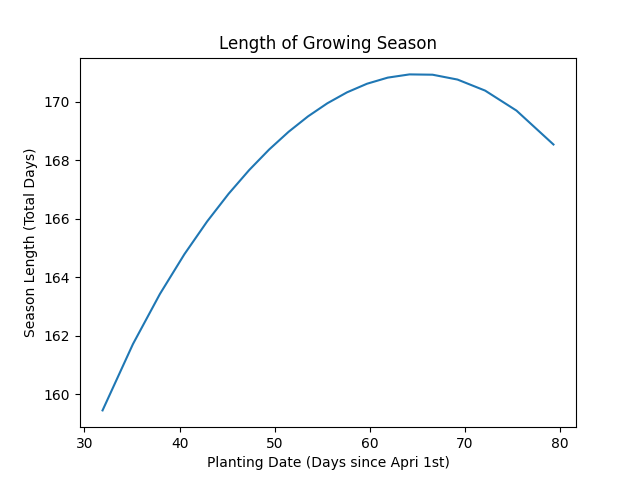 Length of Growing Season
Season Length (Total Days)
170
168
166
164
162
160
30 40 50 60 70 80
Planting Date (Days since Apri 1st)